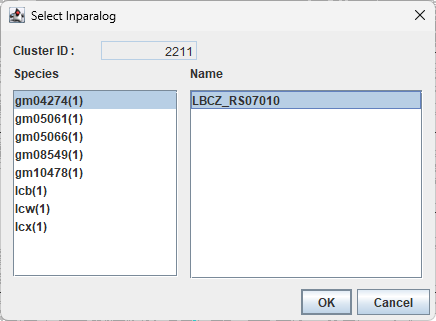 Select Inparalog
Cluster ID : 2211
Species Name
gm04274(1) LBCZ_RS07010
gm05061(1)
gm05066(1)
gm08549(1)
gm10478(1)
lcb(1)
lcw(1)
lcx(1)
OK Cancel